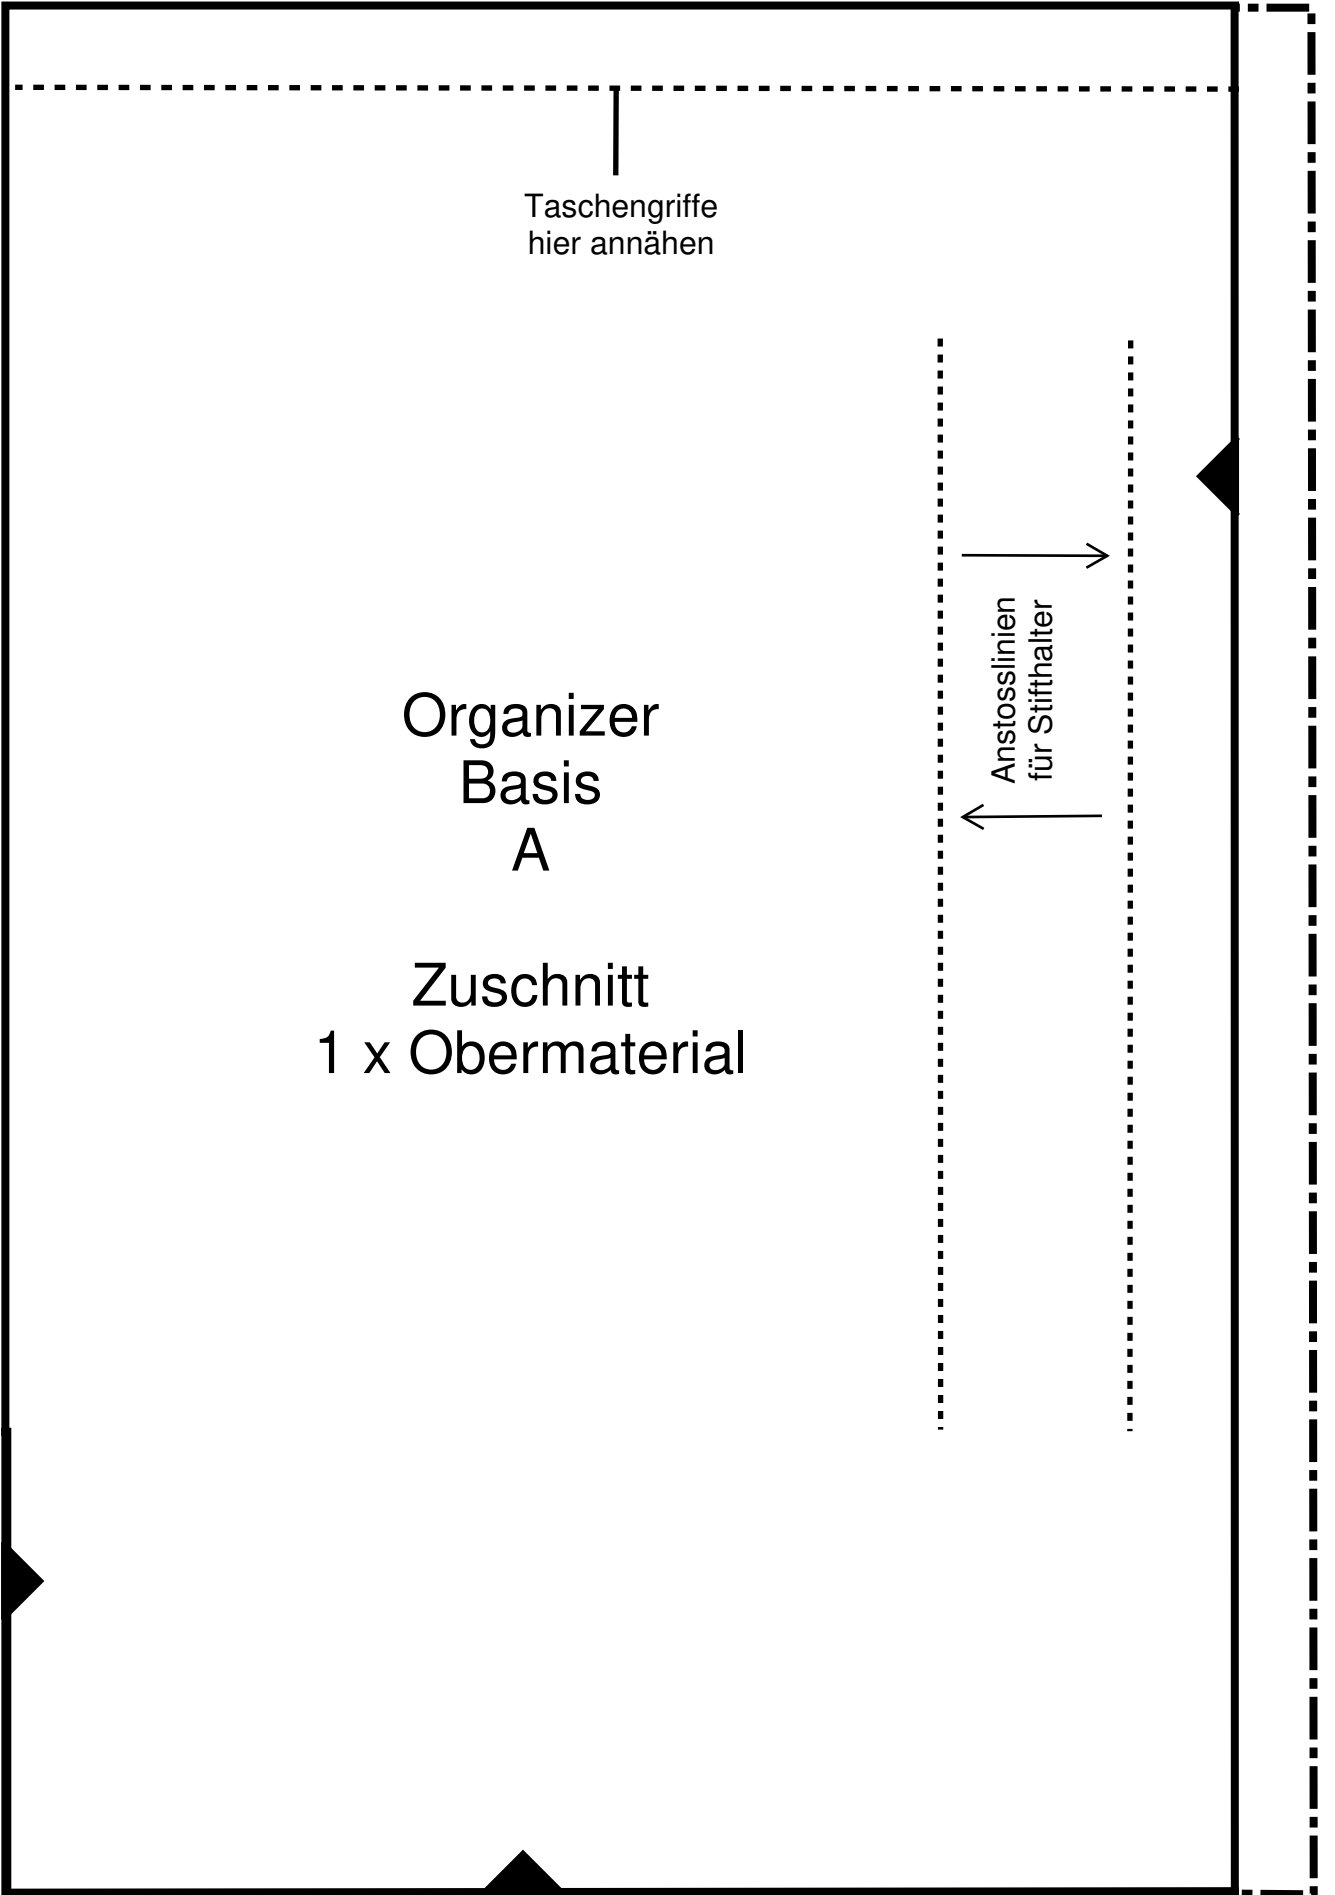 Taschengriffe
hier annähen
Anstosslinien
für Stifthalter
Organizer
Basis
A
Zuschnitt
1 x Obermaterial